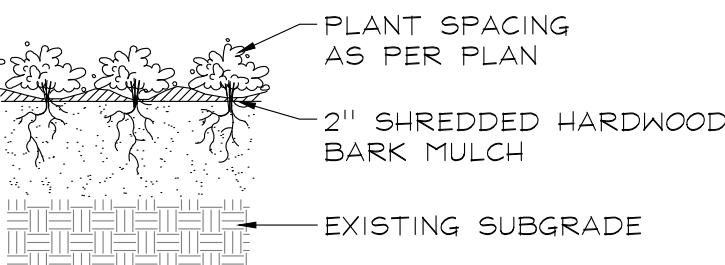 PLANT SPACING
AS PER PLAN
2" SHREDDED HARDWOOD
BARK MULCH
EXISTING SUBGRADE